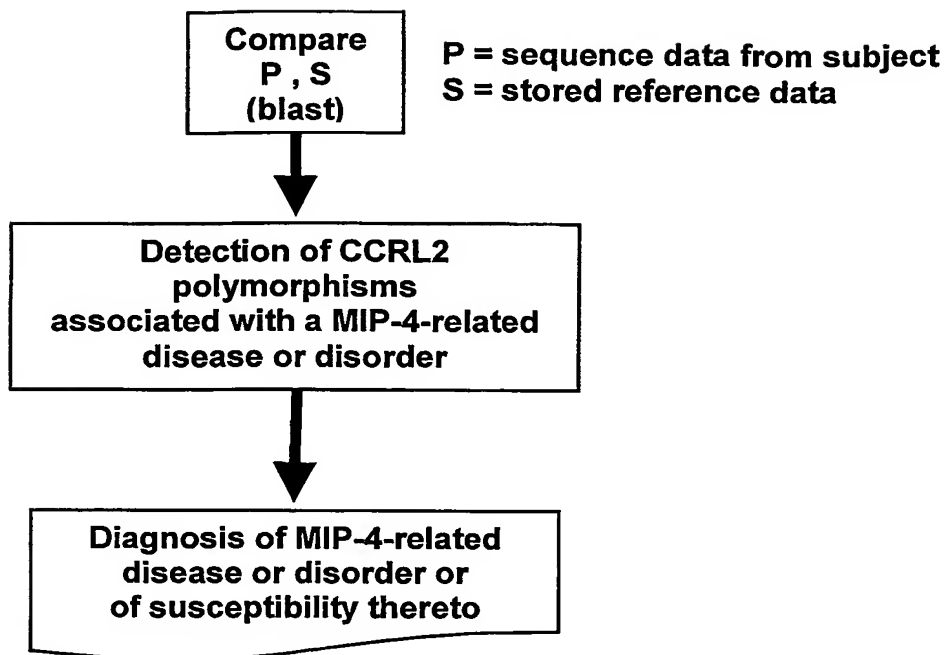 Compare
P , S
(blast)
P = sequence data from subject
S = stored reference data
Detection of CCRL2
polymorphisms
associated with a MIP-4-related
disease or disorder
Diagnosis of MIP-4-related
disease or disorder or
of susceptibility thereto